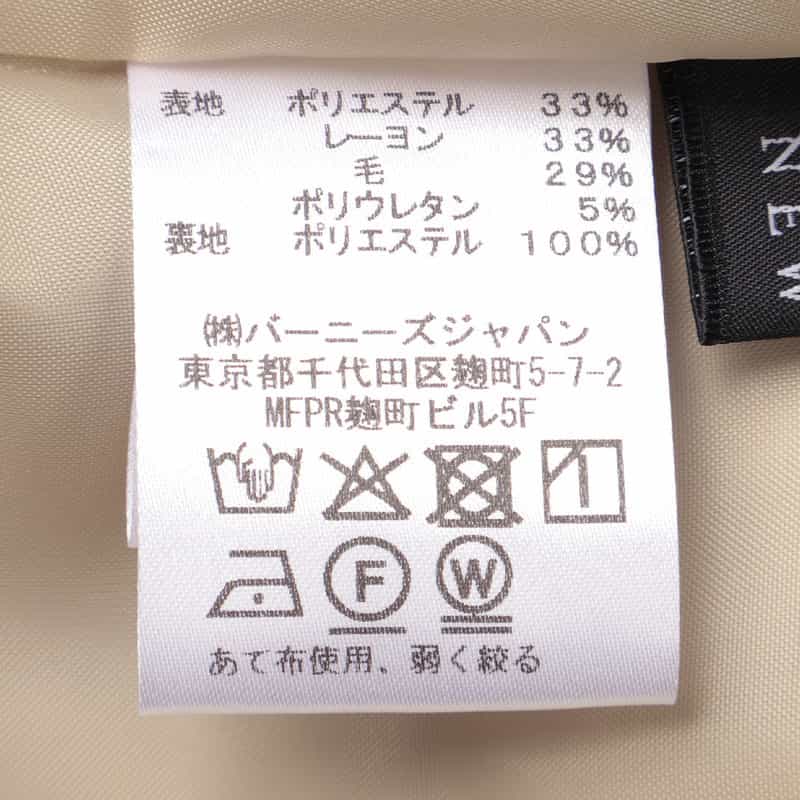 表地 ポリエステル 33%
レーヨン 33%
毛 29%
ポリウレタン 5%
裏地 ポリエステル 100%
㈱バーニーズジャパン
東京都千代田区麹町5-7-2
MFPR麹町ビル5F
F W
あて布使用、弱く絞る
NEW